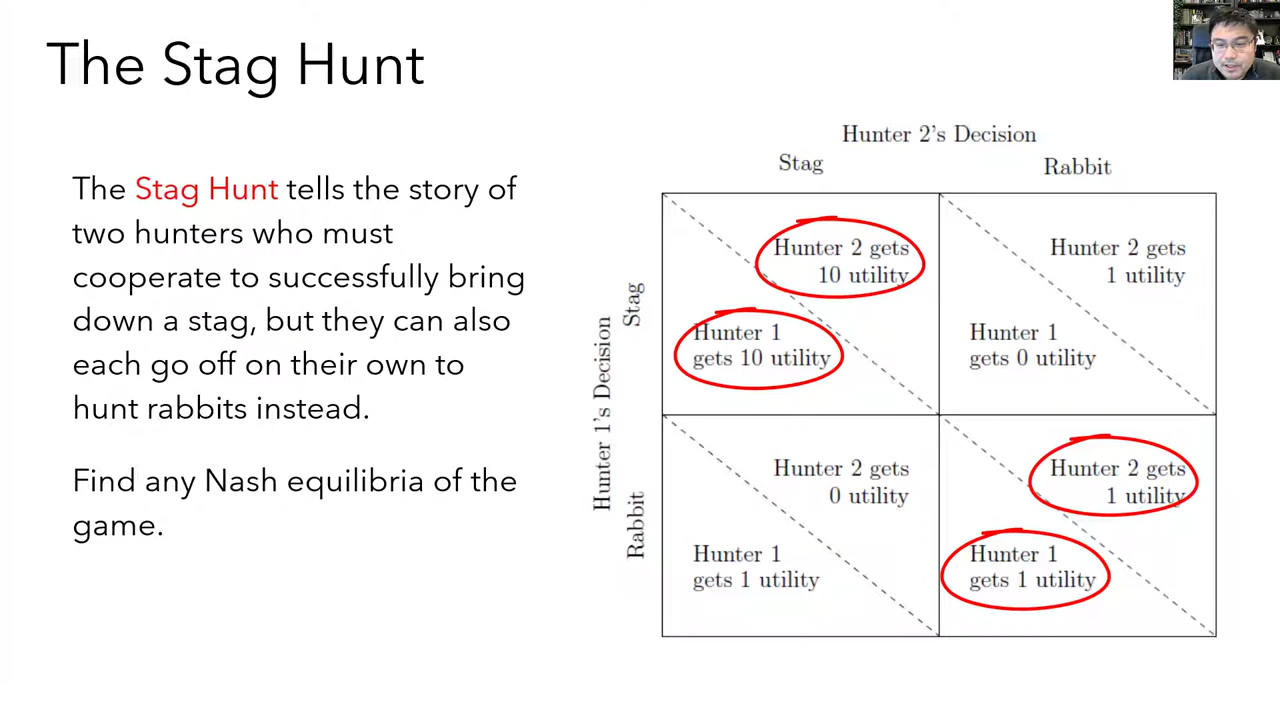 The Stag Hunt
The Stag Hunt tells the story of
two hunters who must
cooperate to successfully bring
down a stag, but they can also
each go off on their own to
hunt rabbits instead.
Find any Nash equilibria of the
game.
Hunter 2's Decision
Stag
Rabbit
Hunter 1's Decision
Stag
Rabbit
Hunter 2 gets
10 utility
Hunter 1
gets 10 utility
Hunter 2 gets
1 utility
Hunter 1
gets 0 utility
Hunter 2 gets
0 utility
Hunter 1
gets 1 utility
Hunter 2 gets
1 utility
Hunter 1
gets 1 utility